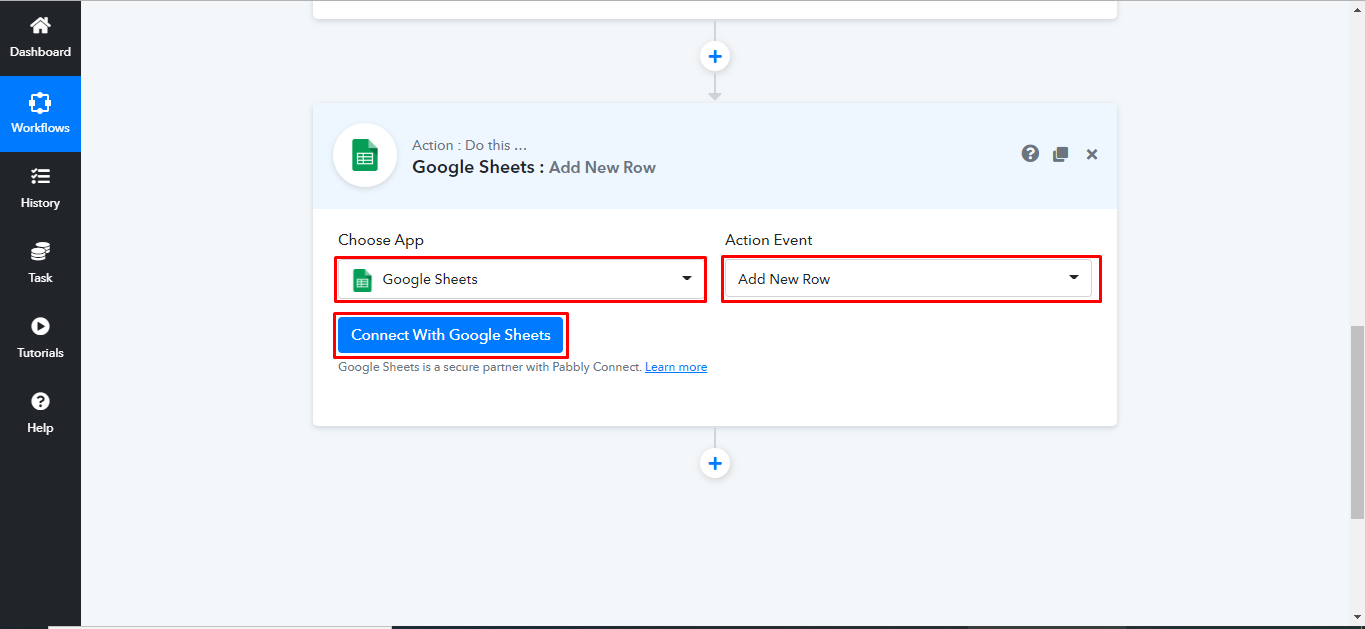 Dashboard
Workflows
History
Task
Tutorials
Help
Action : Do this ...
Google Sheets : Add New Row
Choose App
Action Event
Google Sheets
Add New Row
Connect With Google Sheets
Google Sheets is a secure partner with Pabbly Connect. Learn more